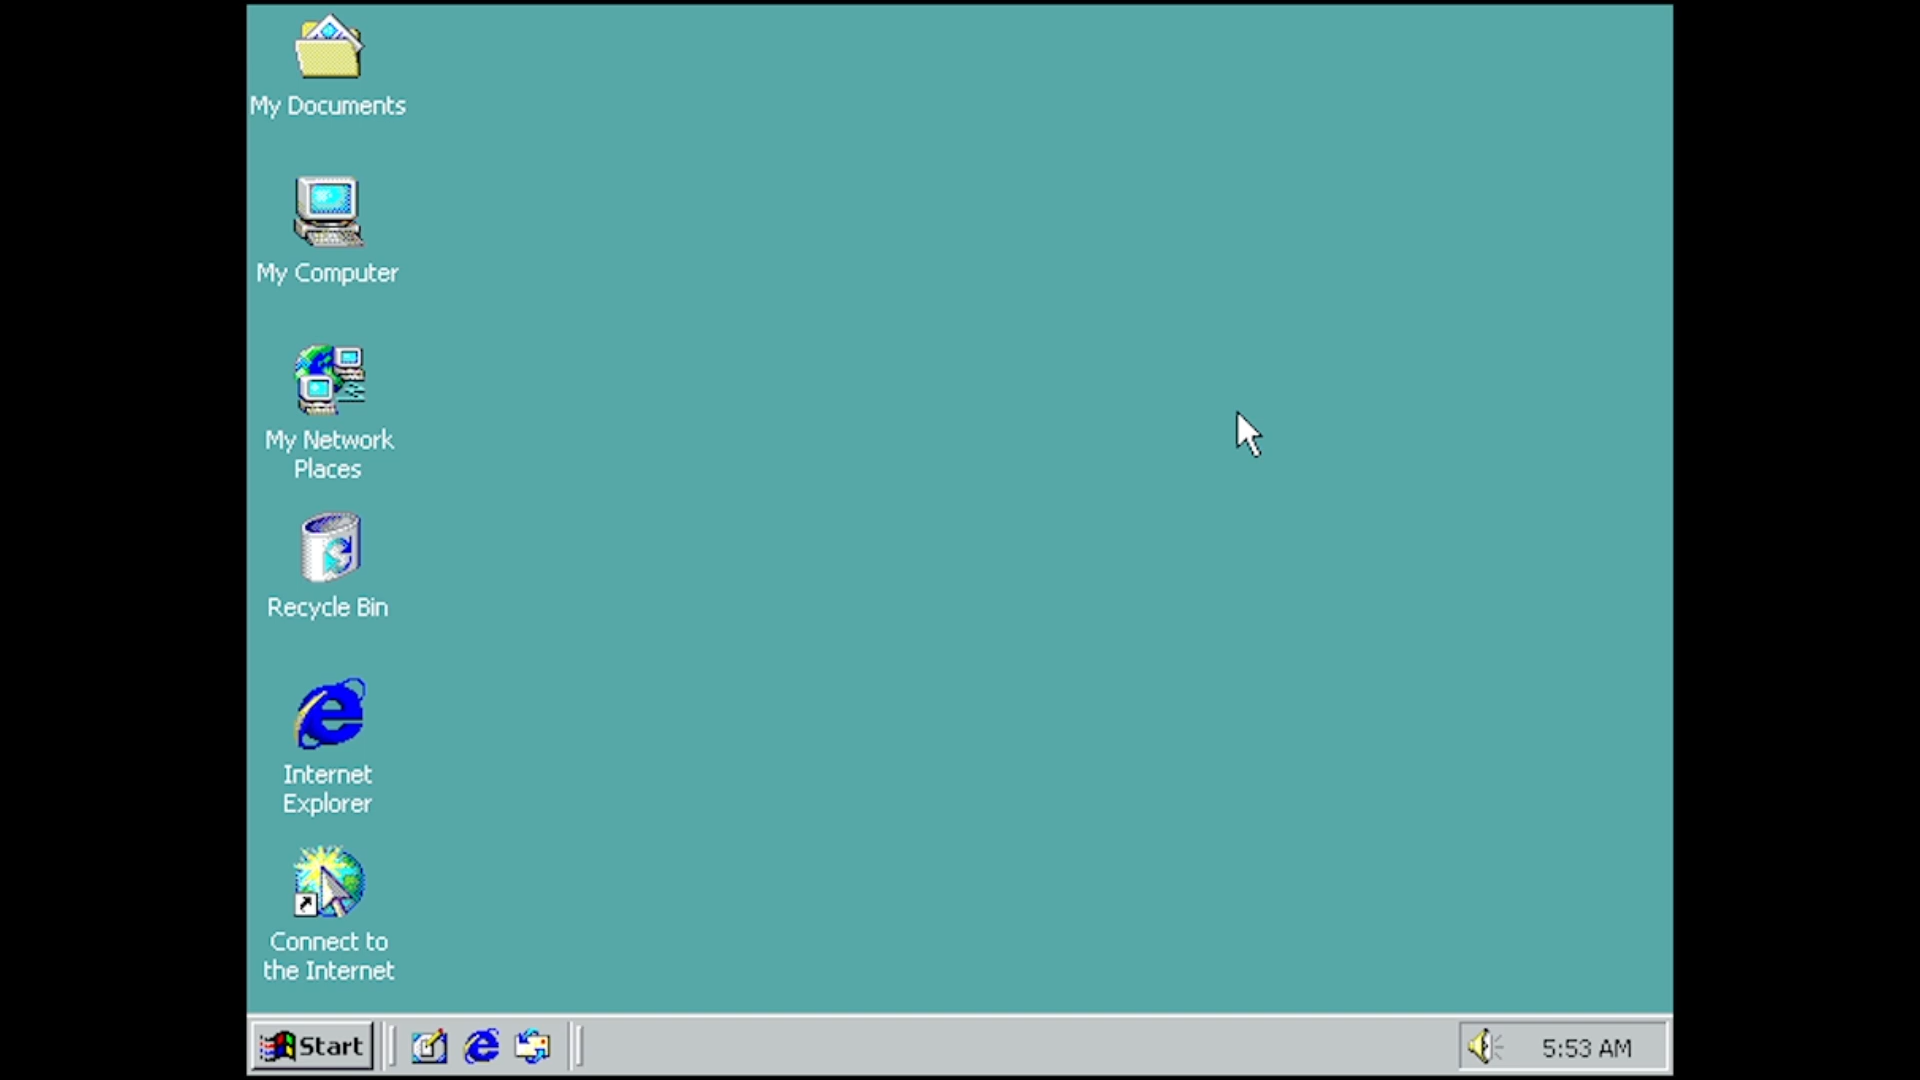 My Documents
My Computer
My Network
Places
Recycle Bin
Internet
Explorer
Connect to
the Internet
Start
5:53 AM